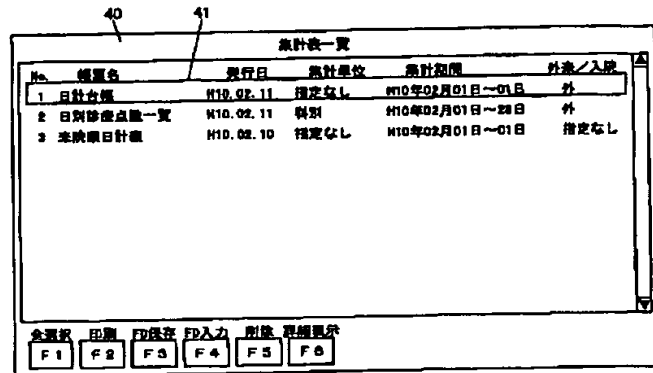 40 41
集計表一覧
No. 帳票名 発行日 集計単位 集計期間 外来/入院
1 日計台帳 H10.02.11 指定なし H10年02月01日~01日 外
2 日別診療点数一覧 H10.02.11 科別 H10年02月01日~28日 外
3 来院順日計表 H10.02.10 指定なし H10年02月01日~01日 指定なし
全選択 印刷 FD保存 FD入力 削除 詳細表示
F1 F2 F3 F4 F5 F6